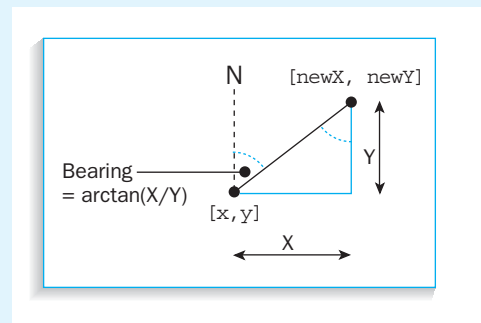 N
[newX, newY]
Y
Bearing
= arctan(X/Y)
[x,y]
X